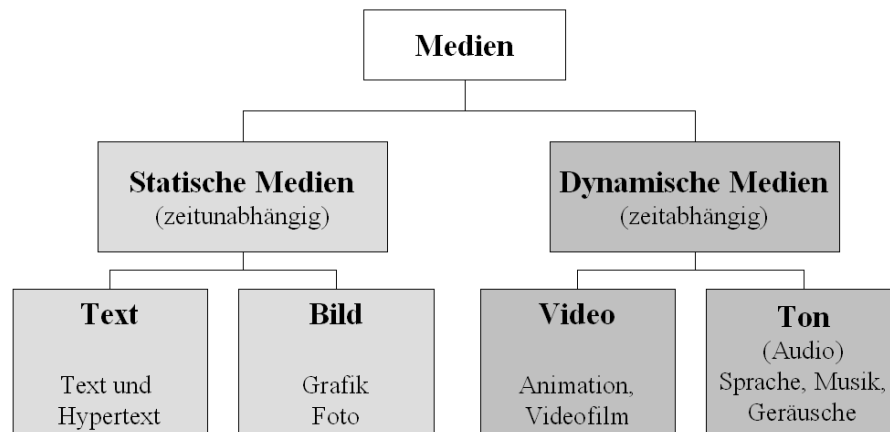 Medien
Statische Medien
(zeitunabhängig)
Dynamische Medien
(zeitabhängig)
Text
Text und
Hypertext
Bild
Grafik
Foto
Video
Animation,
Videofilm
Ton
(Audio)
Sprache, Musik,
Geräusche